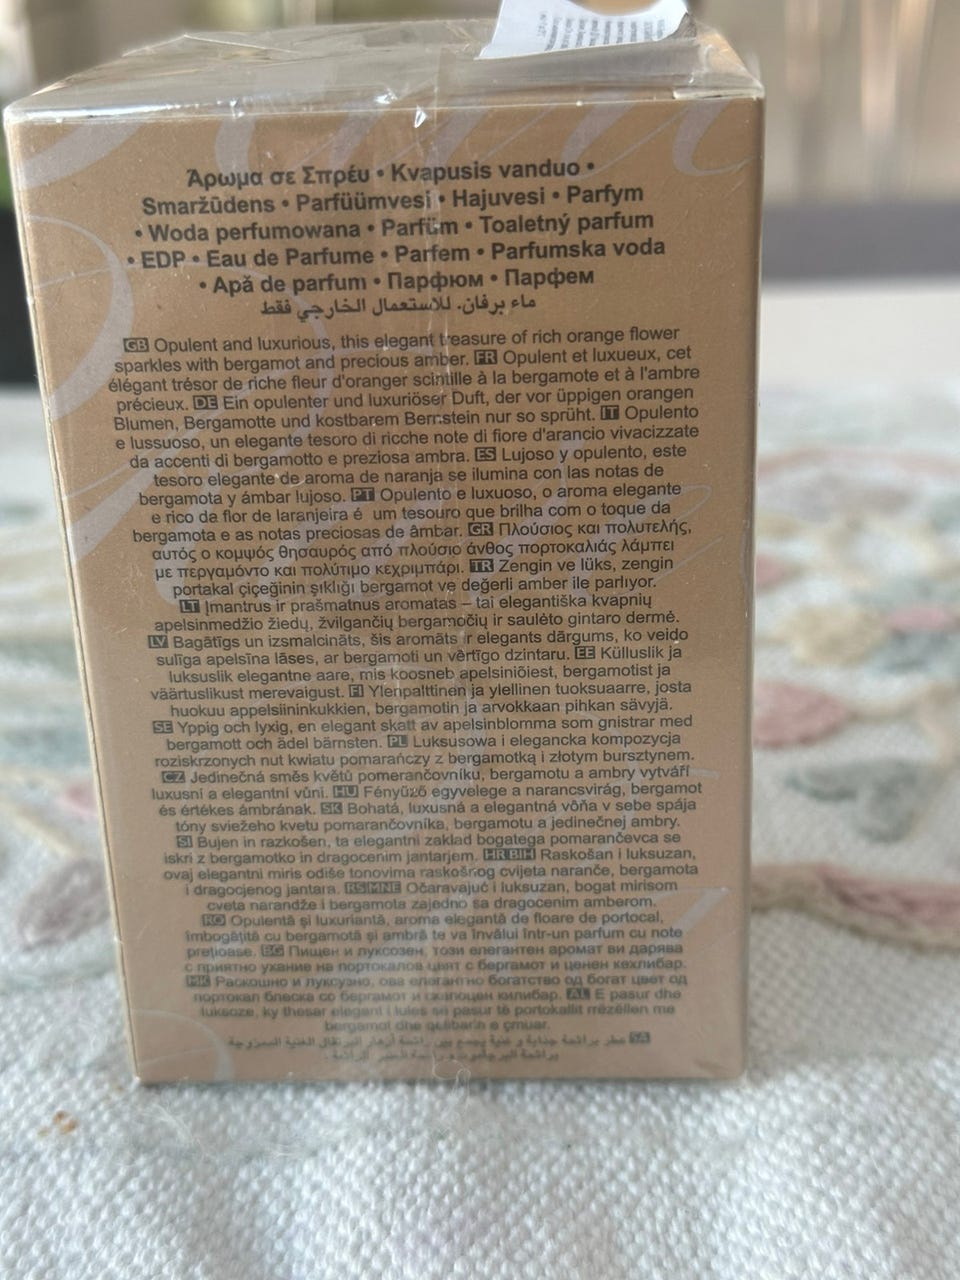 Άρωμα σε Σπρέυ • Kvapusis vanduo •
Smaržūdens • Parfüümvesi • Hajuvesi • Parfym
• Woda perfumowana • Parfüm • Toaletný parfum
• EDP • Eau de Parfume • Parfem • Parfumska voda
• Apă de parfum • Парфюм • Парфем
ماء برفان. للاستعمال الخارجي فقط
GB Opulent and luxurious, this elegant treasure of rich orange flower
sparkles with bergamot and precious amber. FR Opulent et luxueux, cet
élégant trésor de riche fleur d'oranger scintille à la bergamote et à l'ambre
précieux. DE Ein opulenter und luxuriöser Duft, der vor üppigen orangen
Blumen, Bergamotte und kostbarem Bernstein nur so sprüht. IT Opulento
e lussuoso, un elegante tesoro di ricche note di fiore d'arancio vivacizzate
da accenti di bergamotto e preziosa ambra. ES Lujoso y opulento, este
tesoro elegante de aroma de naranja se ilumina con las notas de
bergamota y ámbar lujoso. PT Opulento e luxuoso, o aroma elegante
e rico da flor de laranjeira é um tesouro que brilha com o toque da
bergamota e as notas preciosas de âmbar. GR Πλούσιος και πολυτελής,
αυτός ο κομψός θησαυρός από πλούσιο άνθος πορτοκαλιάς λάμπει
με περγαμόντο και πολύτιμο κεχριμπάρι. TR Zengin ve lüks, zengin
portakal çiçeğinin şıklığı bergamot ve değerli amber ile parlıyor.
LT Įmantrus ir prašmatnus aromatas – tai elegantiška kvapnių
apelsinmedžio žiedų, žvilgančių bergamočių ir saulėto gintaro dermė.
LV Bagātīgs un izsmalcināts, šis aromāts ir elegants dārgums, ko veido
sulīga apelsīna lāses, ar bergamoti un vērtīgo dzintaru. EE Külluslik ja
luksuslik elegantne aare, mis koosneb apelsiniõiest, bergamotist ja
väärtuslikust merevaigust. FI Ylenpalttinen ja ylellinen tuoksuaarre, josta
huokuu appelsiininkukkien, bergamotin ja arvokkaan pihkan sävyjä.
SE Yppig och lyxig, en elegant skatt av apelsinblomma som gnistrar med
bergamott och ädel bärnsten. PL Luksusowa i elegancka kompozycja
roziskrzonych nut kwiatu pomarańczy z bergamotką i złotym bursztynem.
CZ Jedinečná směs květů pomerančovníku, bergamotu a ambry vytváří
luxusní a elegantní vůni. HU Fényűző egyvelege a narancsvirág, bergamot
és értékes ámbrának. SK Bohatá, luxusná a elegantná vôňa v sebe spája
tóny sviežeho kvetu pomarančovníka, bergamotu a jedinečnej ambry.
SI Bujen in razkošen, ta elegantni zaklad bogatega pomarančevca se
iskri z bergamotko in dragocenim jantarjem. HR BIH Raskošan i luksuzan,
ovaj elegantni miris odiše tonovima raskošnog cvijeta naranče, bergamota
i dragocjenog jantara. RS MNE Očaravajuć i luksuzan, bogat mirisom
cveta narandže i bergamota zajedno sa dragocenim amberom.
RO Opulentă și luxuriantă, aroma elegantă de floare de portocal,
îmbogățită cu bergamotă și ambră te va învălui într-un parfum cu note
prețioase. BG Пищен и луксозен, този елегантен аромат ви дарява
с приятно ухание на портокалов цвят с бергамот и ценен кехлибар.
MK Раскошно и луксузно, ова елегантно богатство од богат цвет од
портокал блеска со бергамот и скапоцен килибар. AL E pasur dhe
luksoze, ky thesar elegant i lules së pasur të portokallit rrëzëllen me
bergamot dhe qelibarin e çmuar.
SA عطر برائحة جذابة و غنية يجمع بين رائحة أزهار البرتقال الغنية الممزوجة
برائحة البرجاموت و رائحة العنبر الرائعة.